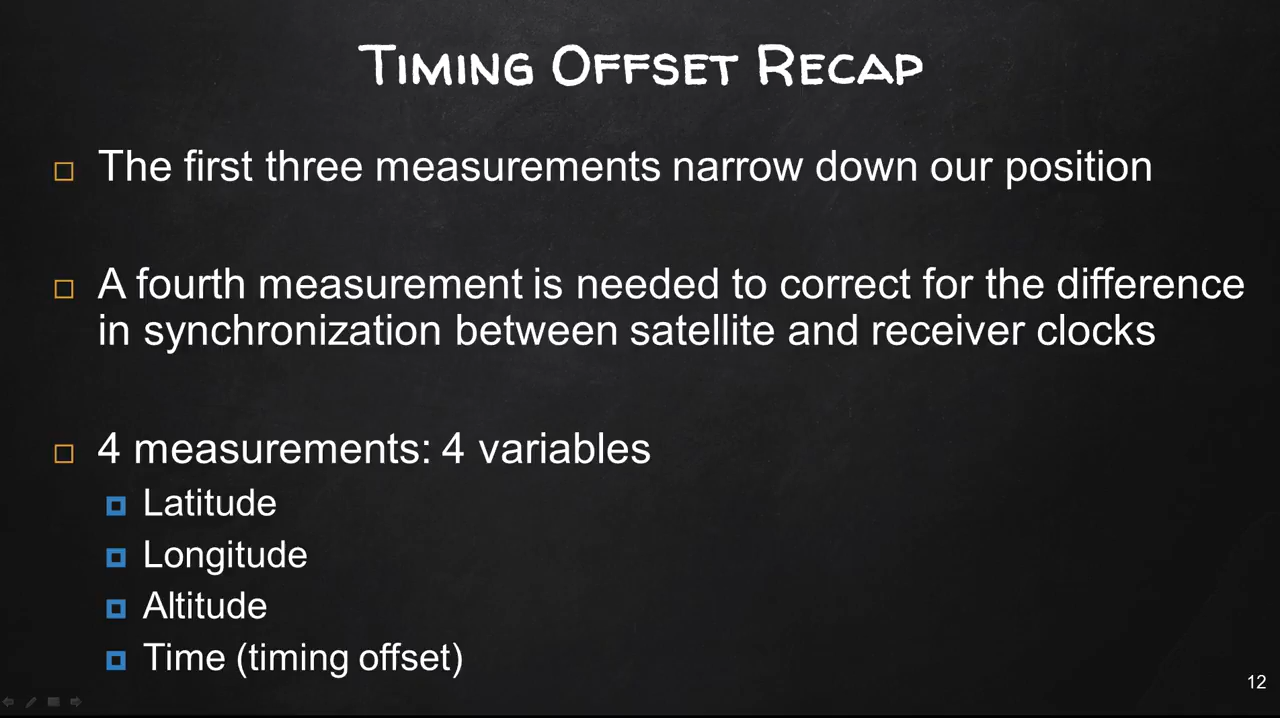 Timing Offset Recap
The first three measurements narrow down our position
A fourth measurement is needed to correct for the difference
in synchronization between satellite and receiver clocks
4 measurements: 4 variables
Latitude
Longitude
Altitude
Time (timing offset)
12